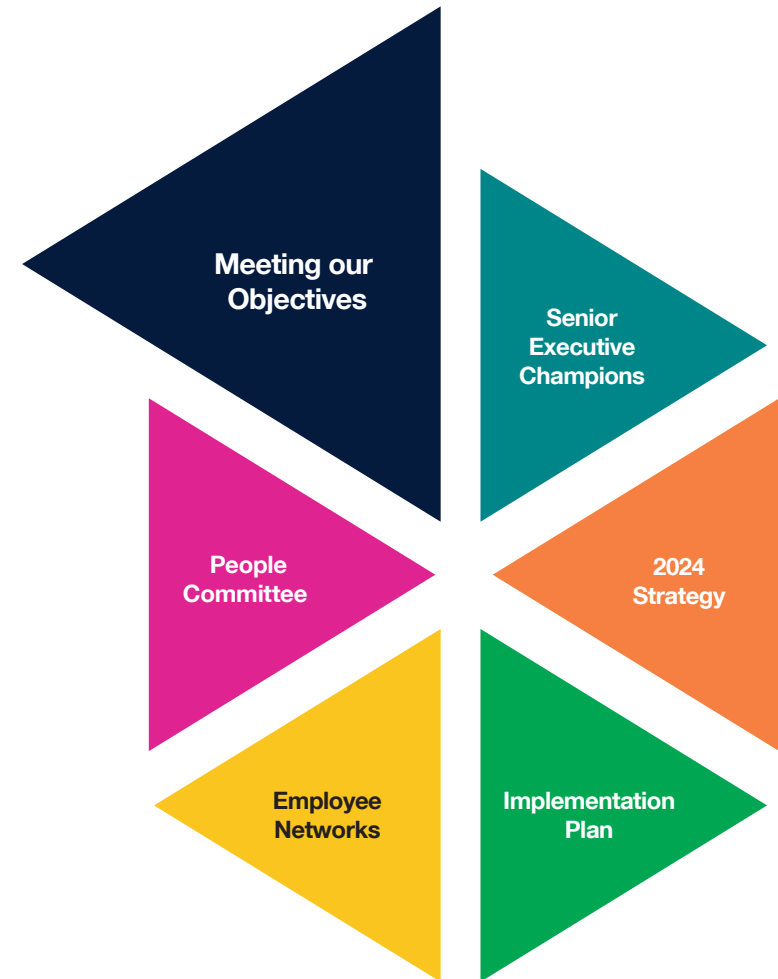 Meeting our
Objectives
Senior
Executive
Champions
People
Committee
2024
Strategy
Employee
Networks
Implementation
Plan